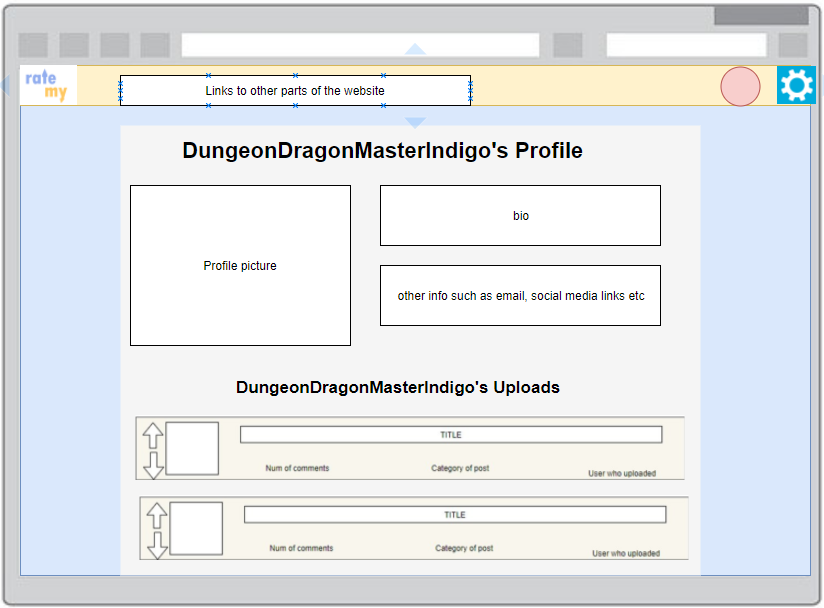 rate
my
Links to other parts of the website
DungeonDragonMasterIndigo's Profile
Profile picture
bio
other info such as email, social media links etc
DungeonDragonMasterIndigo's Uploads
TITLE
Num of comments Category of post User who uploaded
TITLE
Num of comments Category of post User who uploaded